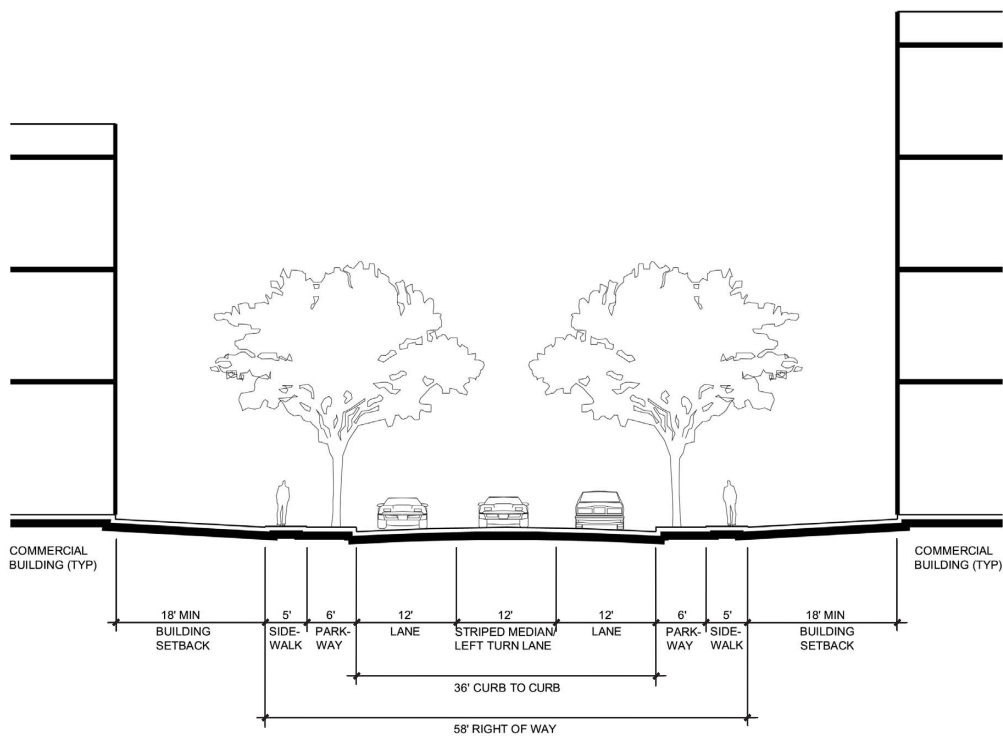 COMMERCIAL
BUILDING (TYP)
COMMERCIAL
BUILDING (TYP)
18' MIN
BUILDING
SETBACK
5'
SIDE-
WALK
6'
PARK-
WAY
12'
LANE
12'
STRIPED MEDIAN/
LEFT TURN LANE
12'
LANE
6'
PARK-
WAY
5'
SIDE-
WALK
18' MIN
BUILDING
SETBACK
36' CURB TO CURB
58' RIGHT OF WAY